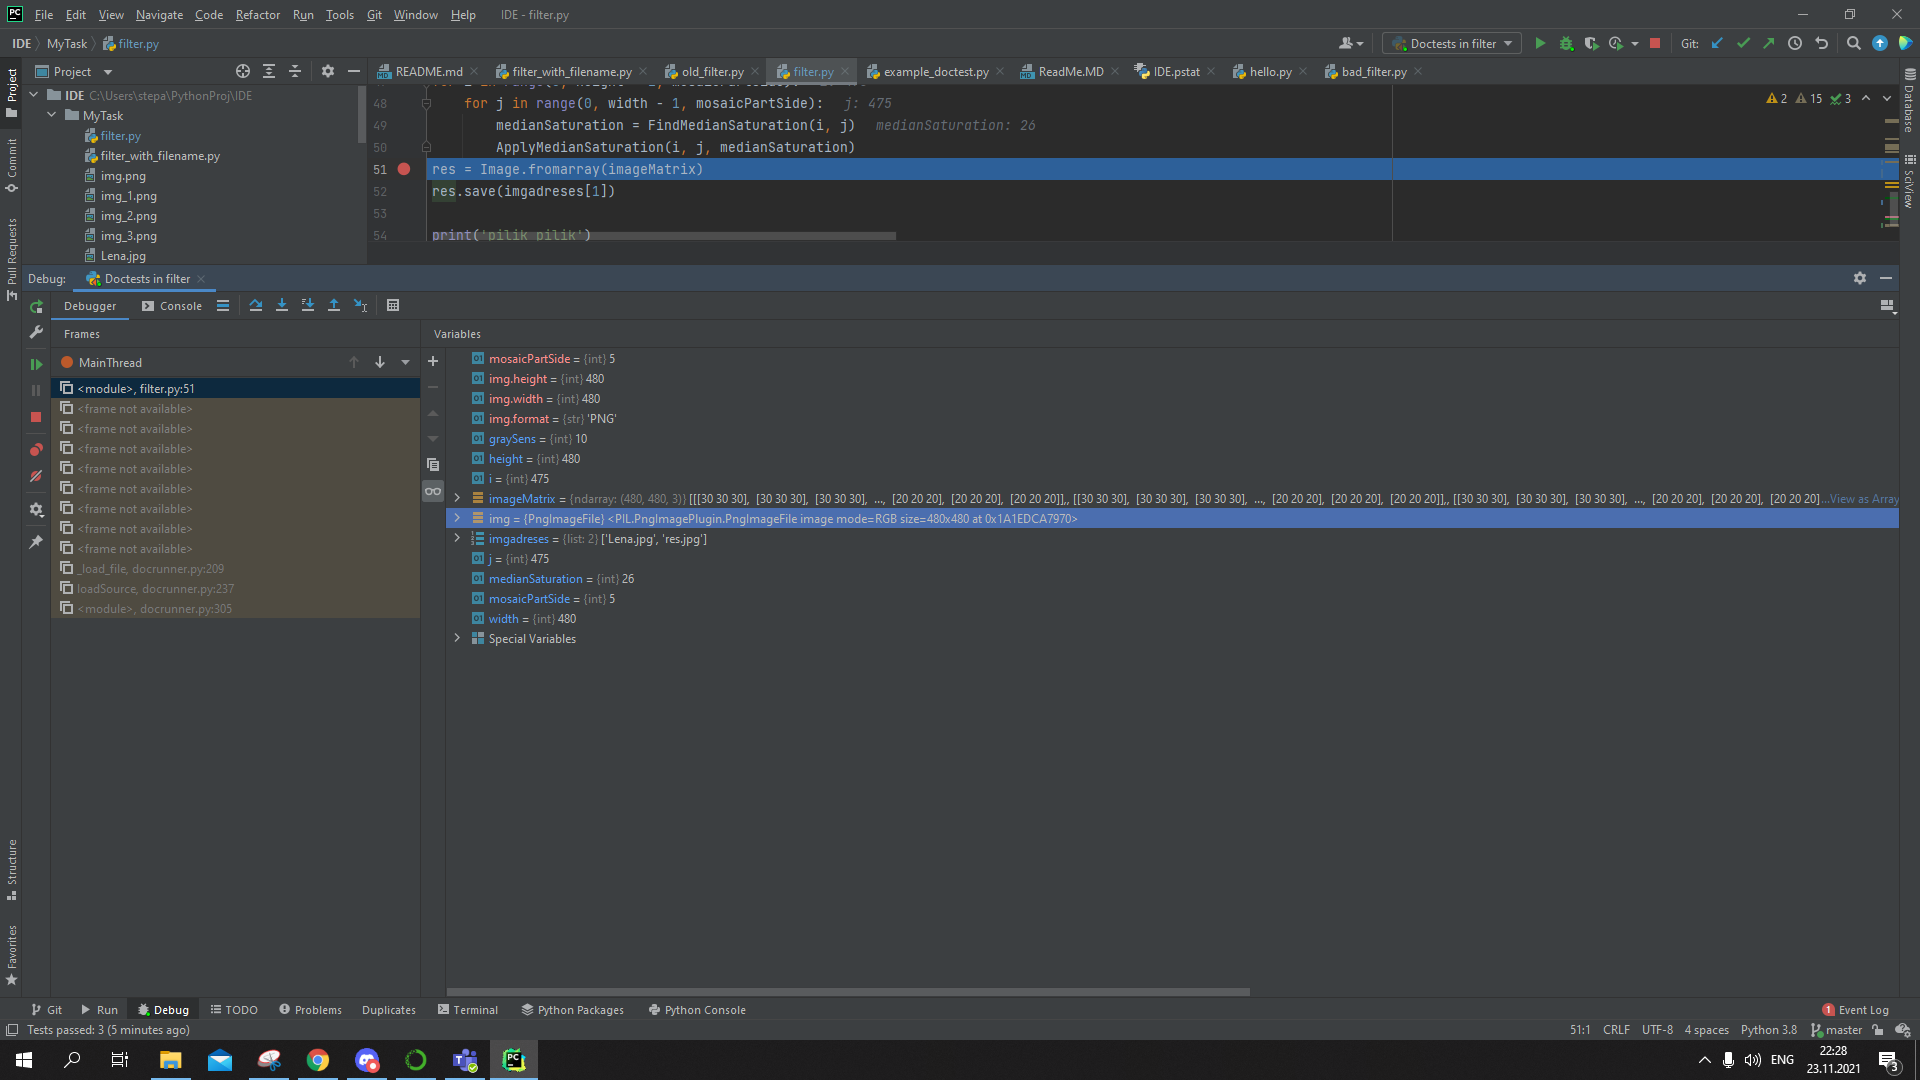 PC File Edit View Navigate Code Refactor Run Tools Git Window Help IDE - filter.py
IDE MyTask filter.py Doctests in filter Git:
Project README.md filter_with_filename.py old_filter.py filter.py example_doctest.py ReadMe.MD IDE.pstat hello.py bad_filter.py
IDE C:\Users\stepa\PythonProj\IDE
MyTask
filter.py
filter_with_filename.py
img.png
img_1.png
img_2.png
img_3.png
Lena.jpg
48 for j in range(0, width - 1, mosaicPartSide): j: 475
49 medianSaturation = FindMedianSaturation(i, j) medianSaturation: 26
50 ApplyMedianSaturation(i, j, medianSaturation)
51 res = Image.fromarray(imageMatrix)
52 res.save(imgadreses[1])
53
54 print('pilik pilik')
2 15 3
Project
Commit
Pull Requests
Structure
Favorites
Database
SciView
Debug: Doctests in filter
Debugger Console
Frames
MainThread
<module>, filter.py:51
<frame not available>
<frame not available>
<frame not available>
<frame not available>
<frame not available>
<frame not available>
<frame not available>
<frame not available>
_load_file, docrunner.py:209
loadSource, docrunner.py:237
<module>, docrunner.py:305
Variables
mosaicPartSide = {int} 5
img.height = {int} 480
img.width = {int} 480
img.format = {str} 'PNG'
graySens = {int} 10
height = {int} 480
i = {int} 475
imageMatrix = {ndarray: (480, 480, 3)} [[[30 30 30], [30 30 30], [30 30 30], ..., [20 20 20], [20 20 20], [20 20 20]], [[30 30 30], [30 30 30], [30 30 30], ..., [20 20 20], [20 20 20], [20 20 20]], [[30 30 30], [30 30 30], [30 30 30], ..., [20 20 20], [20 20 20], [20 20 20]...View as Array
img = {PngImageFile} <PIL.PngImagePlugin.PngImageFile image mode=RGB size=480x480 at 0x1A1EDCA7970>
imgadreses = {list: 2} ['Lena.jpg', 'res.jpg']
j = {int} 475
medianSaturation = {int} 26
mosaicPartSide = {int} 5
width = {int} 480
Special Variables
Git Run Debug TODO Problems Duplicates Terminal Python Packages Python Console 1 Event Log
Tests passed: 3 (5 minutes ago) 51:1 CRLF UTF-8 4 spaces Python 3.8 master
ENG 22:28
23.11.2021
3